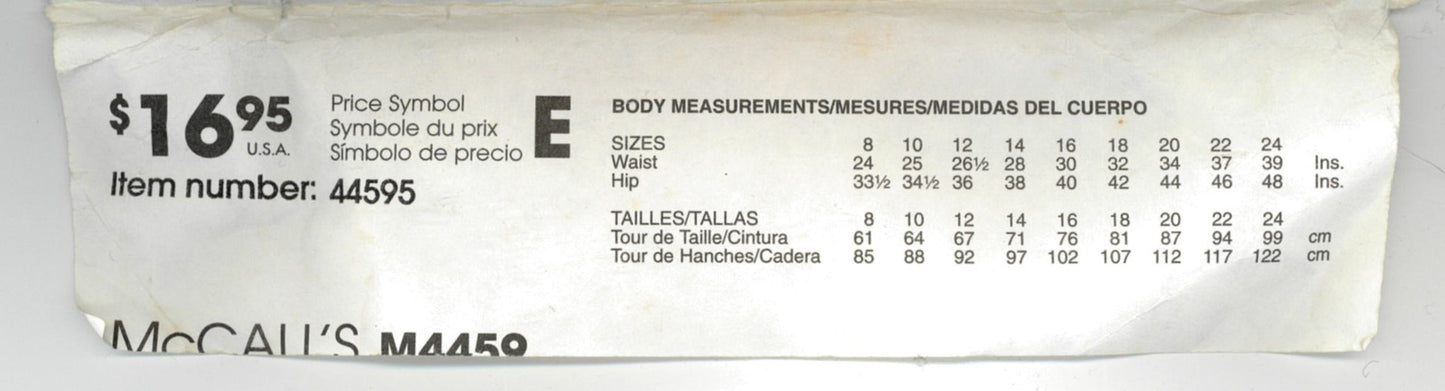 $16.95 U.S.A.
Price Symbol
Symbole du prix
Símbolo de precio
E
Item number: 44595
McCALL'S M4459
BODY MEASUREMENTS/MESURES/MEDIDAS DEL CUERPO
SIZES 8 10 12 14 16 18 20 22 24
Waist 24 25 26½ 28 30 32 34 37 39 Ins.
Hip 33½ 34½ 36 38 40 42 44 46 48 Ins.
TAILLES/TALLAS 8 10 12 14 16 18 20 22 24
Tour de Taille/Cintura 61 64 67 71 76 81 87 94 99 cm
Tour de Hanches/Cadera 85 88 92 97 102 107 112 117 122 cm